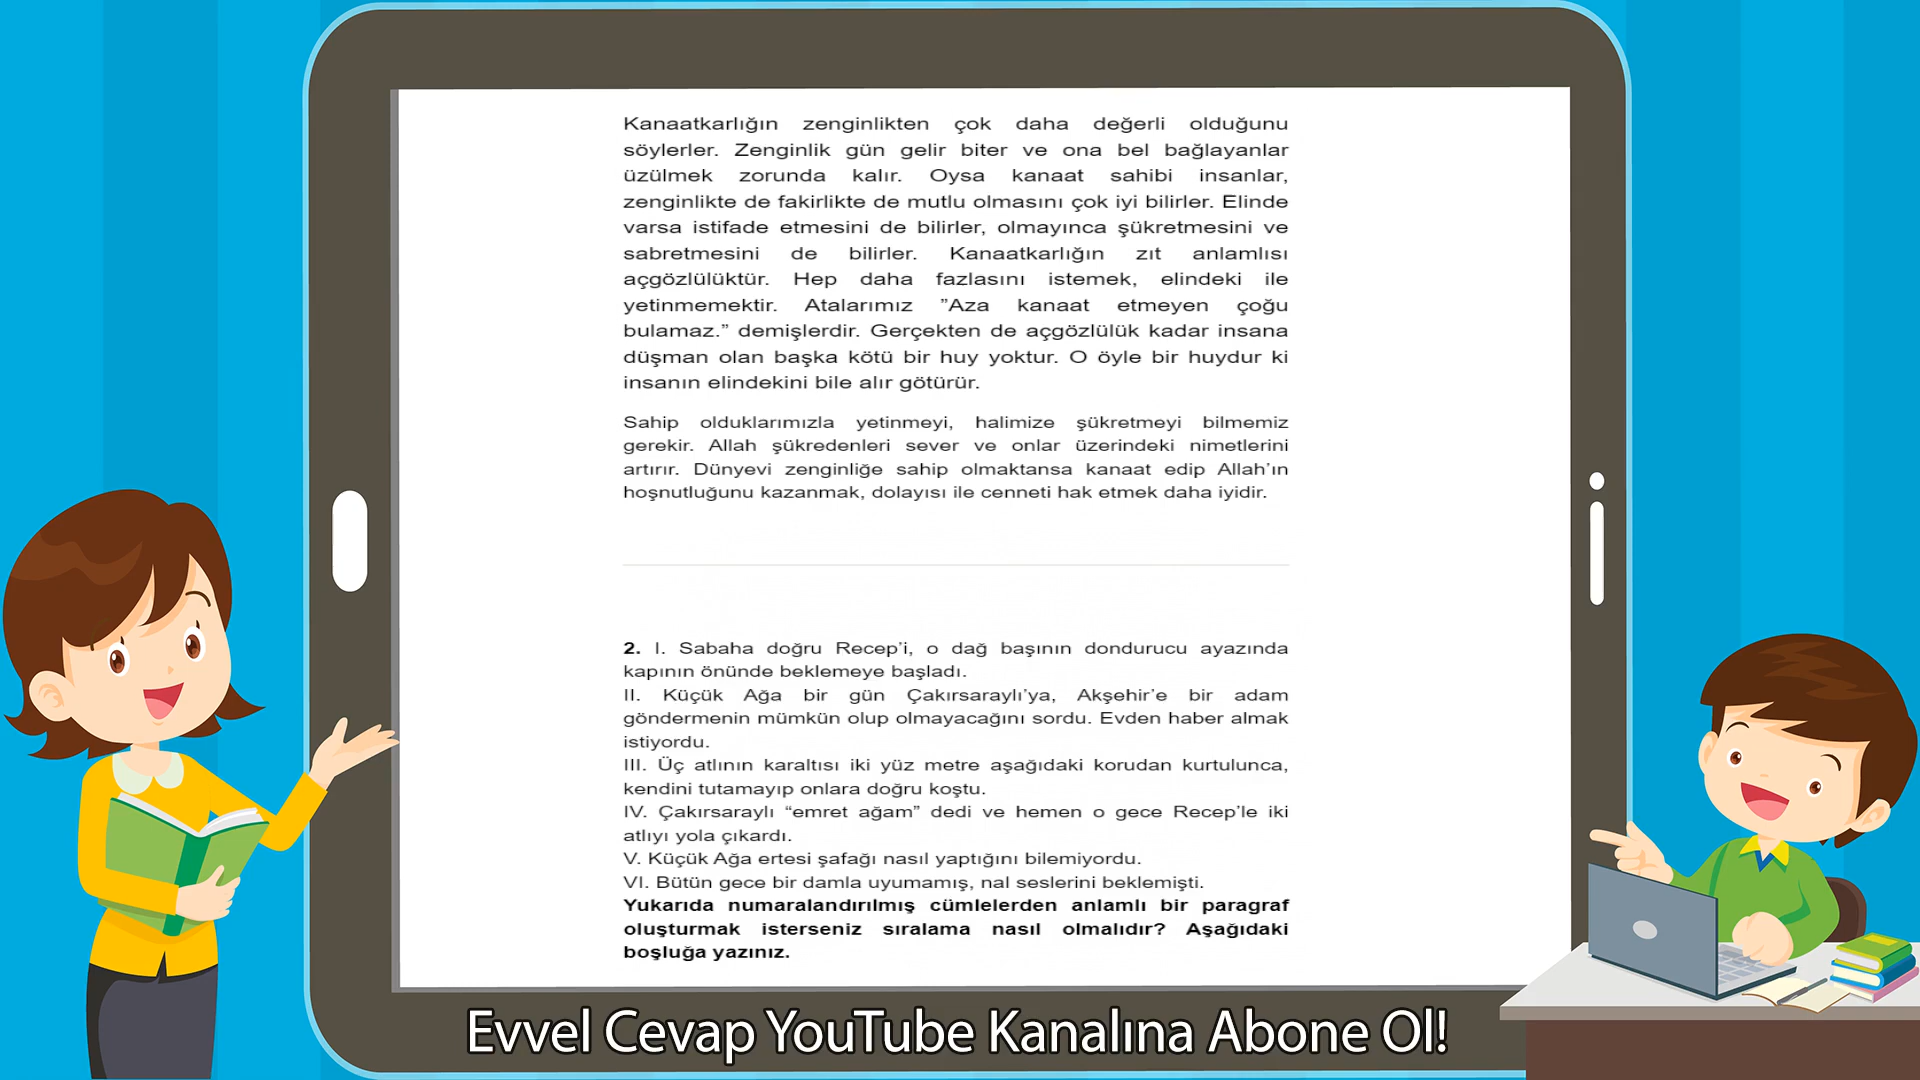 Kanaatkarlığın zenginlikten çok daha değerli olduğunu
söylerler. Zenginlik gün gelir biter ve ona bel bağlayanlar
üzülmek zorunda kalır. Oysa kanaat sahibi insanlar,
zenginlikte de fakirlikte de mutlu olmasını çok iyi bilirler. Elinde
varsa istifade etmesini de bilirler, olmayınca şükretmesini ve
sabretmesini de bilirler. Kanaatkarlığın zıt anlamlısı
açgözlülüktür. Hep daha fazlasını istemek, elindeki ile
yetinmemektir. Atalarımız ”Aza kanaat etmeyen çoğu
bulamaz.” demişlerdir. Gerçekten de açgözlülük kadar insana
düşman olan başka kötü bir huy yoktur. O öyle bir huydur ki
insanın elindekini bile alır götürür.
Sahip olduklarımızla yetinmeyi, halimize şükretmeyi bilmemiz
gerekir. Allah şükredenleri sever ve onlar üzerindeki nimetlerini
artırır. Dünyevi zenginliğe sahip olmaktansa kanaat edip Allah’ın
hoşnutluğunu kazanmak, dolayısı ile cenneti hak etmek daha iyidir.
2. I. Sabaha doğru Recep’i, o dağ başının dondurucu ayazında
kapının önünde beklemeye başladı.
II. Küçük Ağa bir gün Çakırsaraylı’ya, Akşehir’e bir adam
göndermenin mümkün olup olmayacağını sordu. Evden haber almak
istiyordu.
III. Üç atlının karaltısı iki yüz metre aşağıdaki korudan kurtulunca,
kendini tutamayıp onlara doğru koştu.
IV. Çakırsaraylı “emret ağam” dedi ve hemen o gece Recep’le iki
atlıyı yola çıkardı.
V. Küçük Ağa ertesi şafağı nasıl yaptığını bilemiyordu.
VI. Bütün gece bir damla uyumamış, nal seslerini beklemişti.
Yukarıda numaralandırılmış cümlelerden anlamlı bir paragraf
oluşturmak isterseniz sıralama nasıl olmalıdır? Aşağıdaki
boşluğa yazınız.
Evvel Cevap YouTube Kanalına Abone Ol!